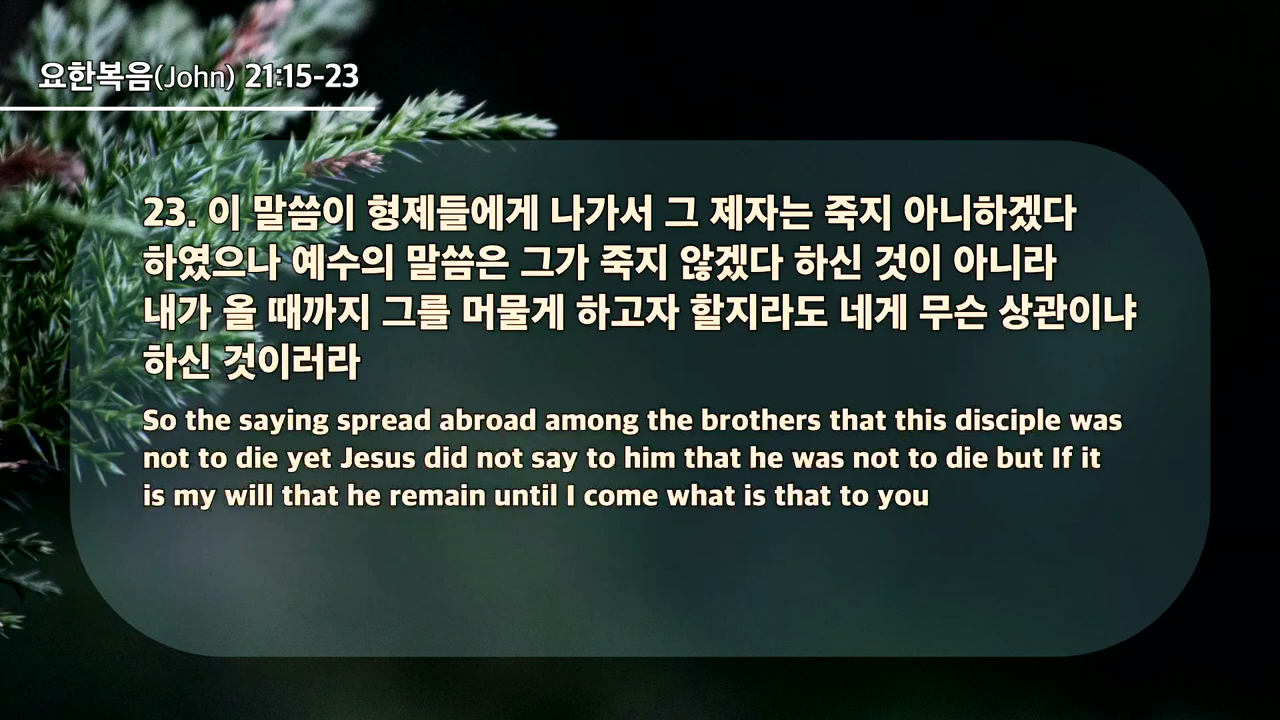 요한복음(John) 21:15-23
23. 이 말씀이 형제들에게 나가서 그 제자는 죽지 아니하겠다
하였으나 예수의 말씀은 그가 죽지 않겠다 하신 것이 아니라
내가 올 때까지 그를 머물게 하고자 할지라도 네게 무슨 상관이냐
하신 것이러라
So the saying spread abroad among the brothers that this disciple was
not to die yet Jesus did not say to him that he was not to die but If it
is my will that he remain until I come what is that to you